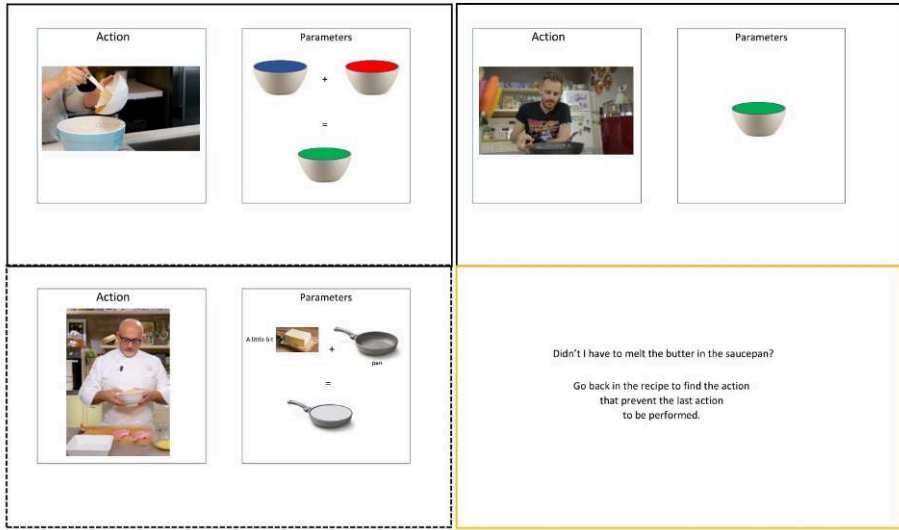 Action
Parameters
+
=
Action
Parameters
Action
Parameters
A little bit
+
pan
=
Didn't I have to melt the butter in the saucepan?
Go back in the recipe to find the action
that prevent the last action
to be performed.